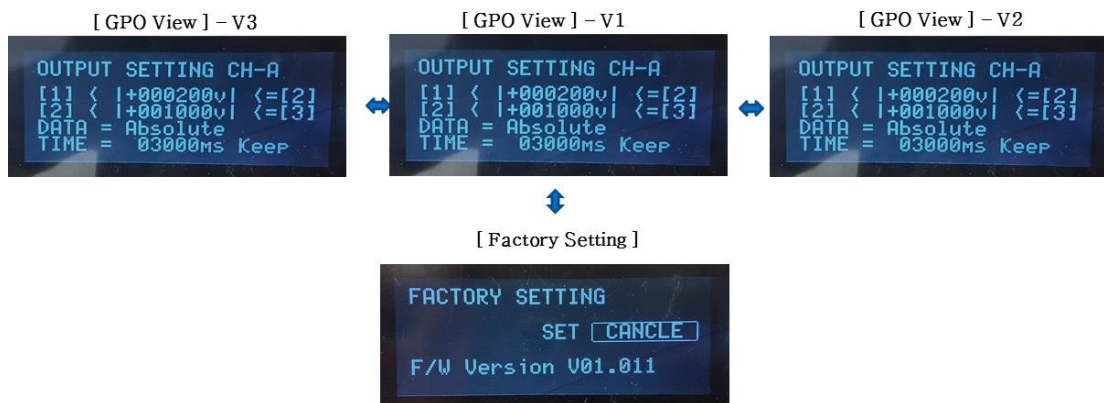 [ GPO View ] – V3
OUTPUT SETTING CH-A
[1] < |+000200v| <=[2]
[2] < |+001000v| <=[3]
DATA = Absolute
TIME = 03000ms Keep
[ GPO View ] – V1
OUTPUT SETTING CH-A
[1] < |+000200v| <=[2]
[2] < |+001000v| <=[3]
DATA = Absolute
TIME = 03000ms Keep
[ GPO View ] – V2
OUTPUT SETTING CH-A
[1] < |+000200v| <=[2]
[2] < |+001000v| <=[3]
DATA = Absolute
TIME = 03000ms Keep
[ Factory Setting ]
FACTORY SETTING
SET CANCLE
F/W Version V01.011